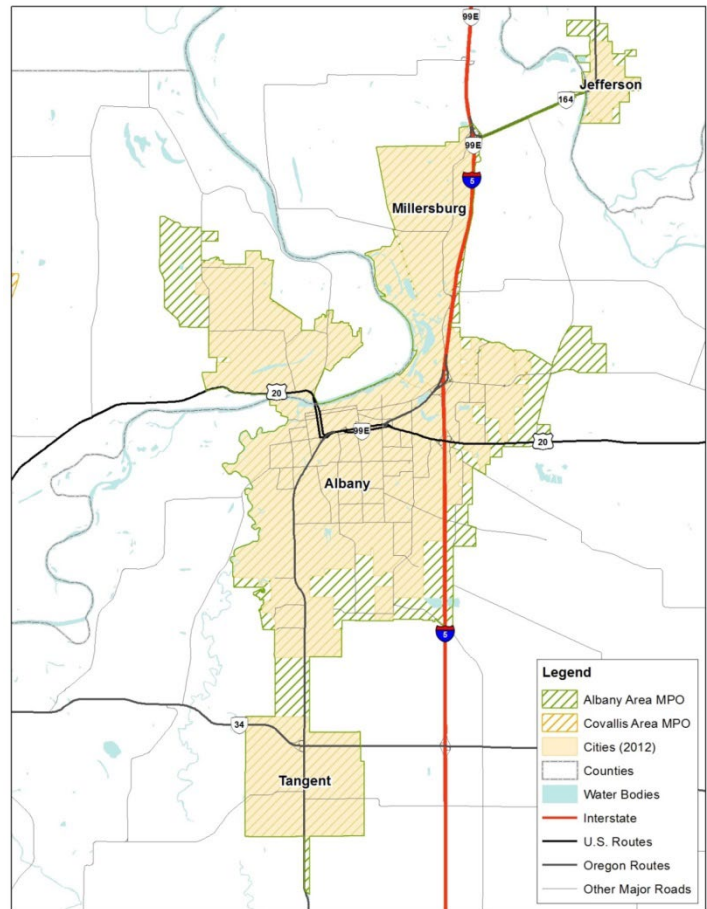 99E
Jefferson
164
99E
5
Millersburg
20
99E
20
Albany
5
34
Tangent
Legend
Albany Area MPO
Covallis Area MPO
Cities (2012)
Counties
Water Bodies
Interstate
U.S. Routes
Oregon Routes
Other Major Roads